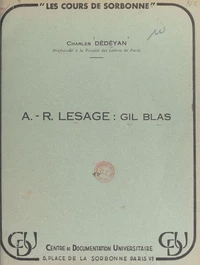 "LES COURS DE SORBONNE"
CHARLES DÉDÉYAN
Professeur à la Faculté des Lettres de Paris
A. - R. LESAGE : GIL BLAS
CDU
CDU
CENTRE DE DOCUMENTATION UNIVERSITAIRE
5, PLACE DE LA SORBONNE PARIS Vᵉ